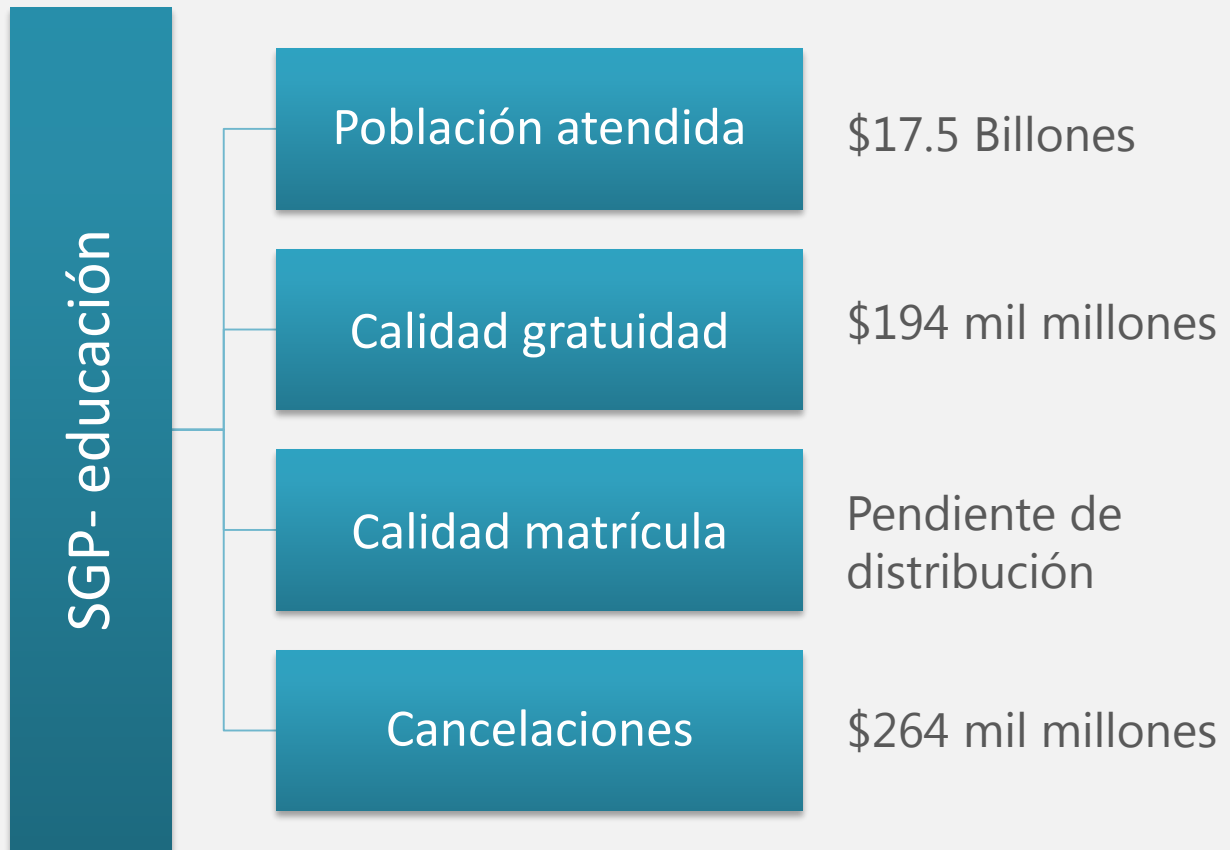 SGP- educación
Población atendida
$17.5 Billones
Calidad gratuidad
$194 mil millones
Calidad matrícula
Pendiente de
distribución
Cancelaciones
$264 mil millones